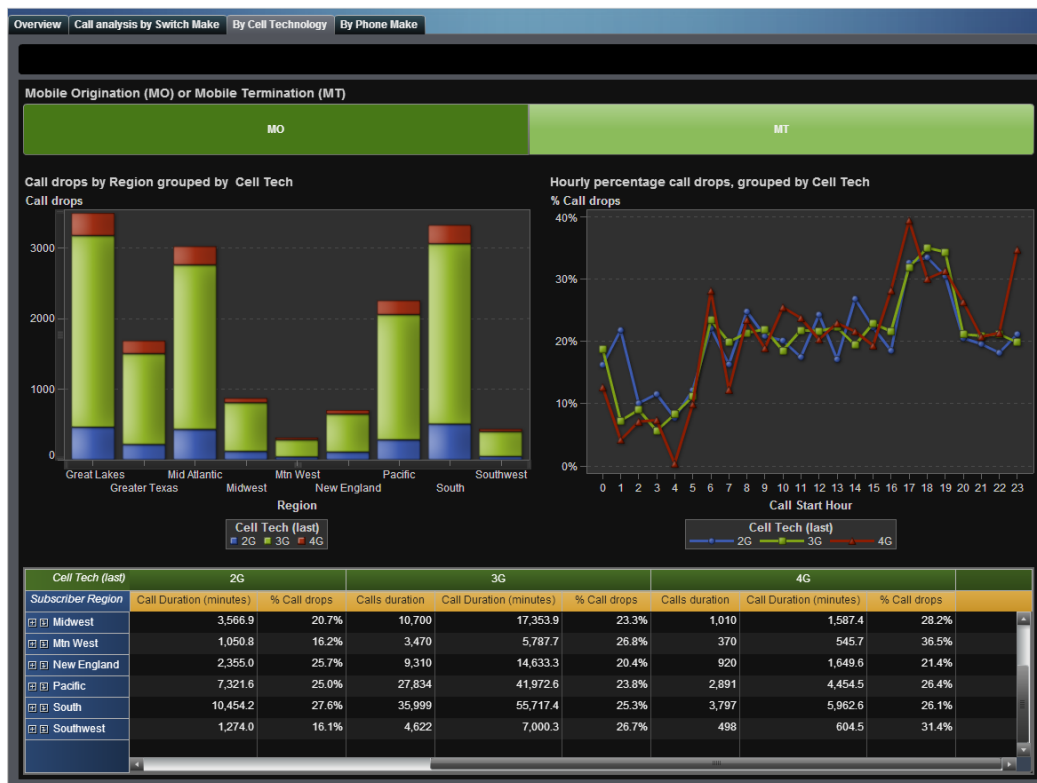 Overview Call analysis by Switch Make By Cell Technology By Phone Make
Mobile Origination (MO) or Mobile Termination (MT)
MO MT
Call drops by Region grouped by Cell Tech
Call drops
3000
2000
1000
0
Great Lakes Mid Atlantic Mtn West Pacific Southwest
Greater Texas Midwest New England South
Region
Cell Tech (last)
2G 3G 4G
Hourly percentage call drops, grouped by Cell Tech
% Call drops
40%
30%
20%
10%
0%
0 1 2 3 4 5 6 7 8 9 10 11 12 13 14 15 16 17 18 19 20 21 22 23
Call Start Hour
Cell Tech (last)
2G 3G 4G
Cell Tech (last) 2G 3G 4G
Subscriber Region Call Duration (minutes) % Call drops Calls duration Call Duration (minutes) % Call drops Calls duration Call Duration (minutes) % Call drops
Midwest 3,566.9 20.7% 10,700 17,353.9 23.3% 1,010 1,587.4 28.2%
Mtn West 1,050.8 16.2% 3,470 5,787.7 26.8% 370 545.7 36.5%
New England 2,355.0 25.7% 9,310 14,633.3 20.4% 920 1,649.6 21.4%
Pacific 7,321.6 25.0% 27,834 41,972.6 23.8% 2,891 4,454.5 26.4%
South 10,454.2 27.6% 35,999 55,717.4 25.3% 3,797 5,962.6 26.1%
Southwest 1,274.0 16.1% 4,622 7,000.3 26.7% 498 604.5 31.4%